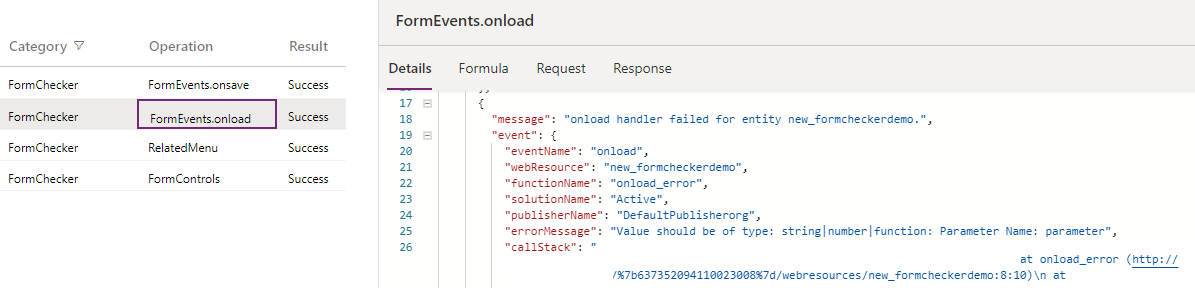 Category Operation Result
FormChecker FormEvents.onsave Success
FormChecker FormEvents.onload Success
FormChecker RelatedMenu Success
FormChecker FormControls Success
FormEvents.onload
Details Formula Request Response
17 {
18 "message": "onload handler failed for entity new_formcheckerdemo.",
19 "event": {
20 "eventName": "onload",
21 "webResource": "new_formcheckerdemo",
22 "functionName": "onload_error",
23 "solutionName": "Active",
24 "publisherName": "DefaultPublisherorg",
25 "errorMessage": "Value should be of type: string|number|function: Parameter Name: parameter",
26 "callStack": "
at onload_error (http://
/%7b637352094110023008%7d/webresources/new_formcheckerdemo:8:10)\n at